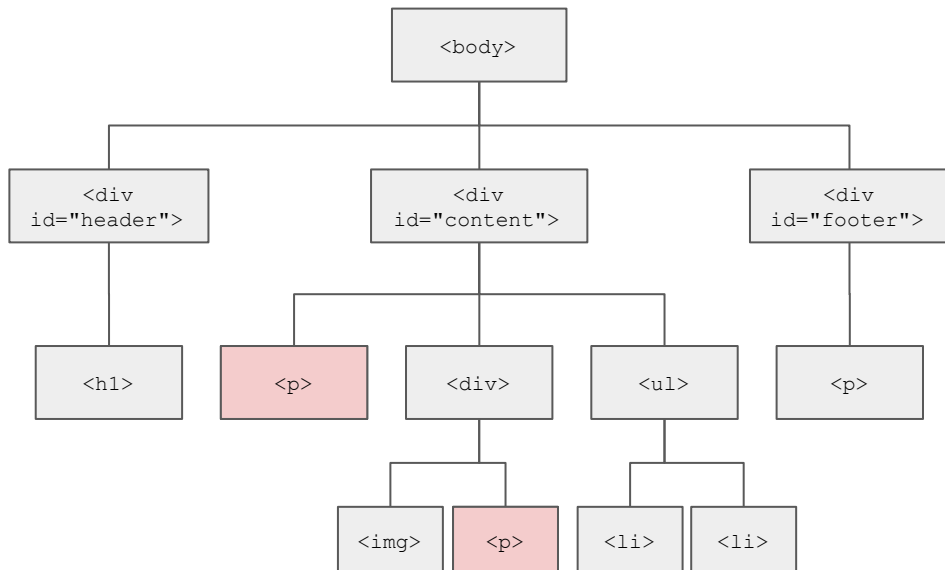 <body>
<div
id="header">
<div
id="content">
<div
id="footer">
<h1>
<p>
<div>
<ul>
<p>
<img>
<p>
<li>
<li>